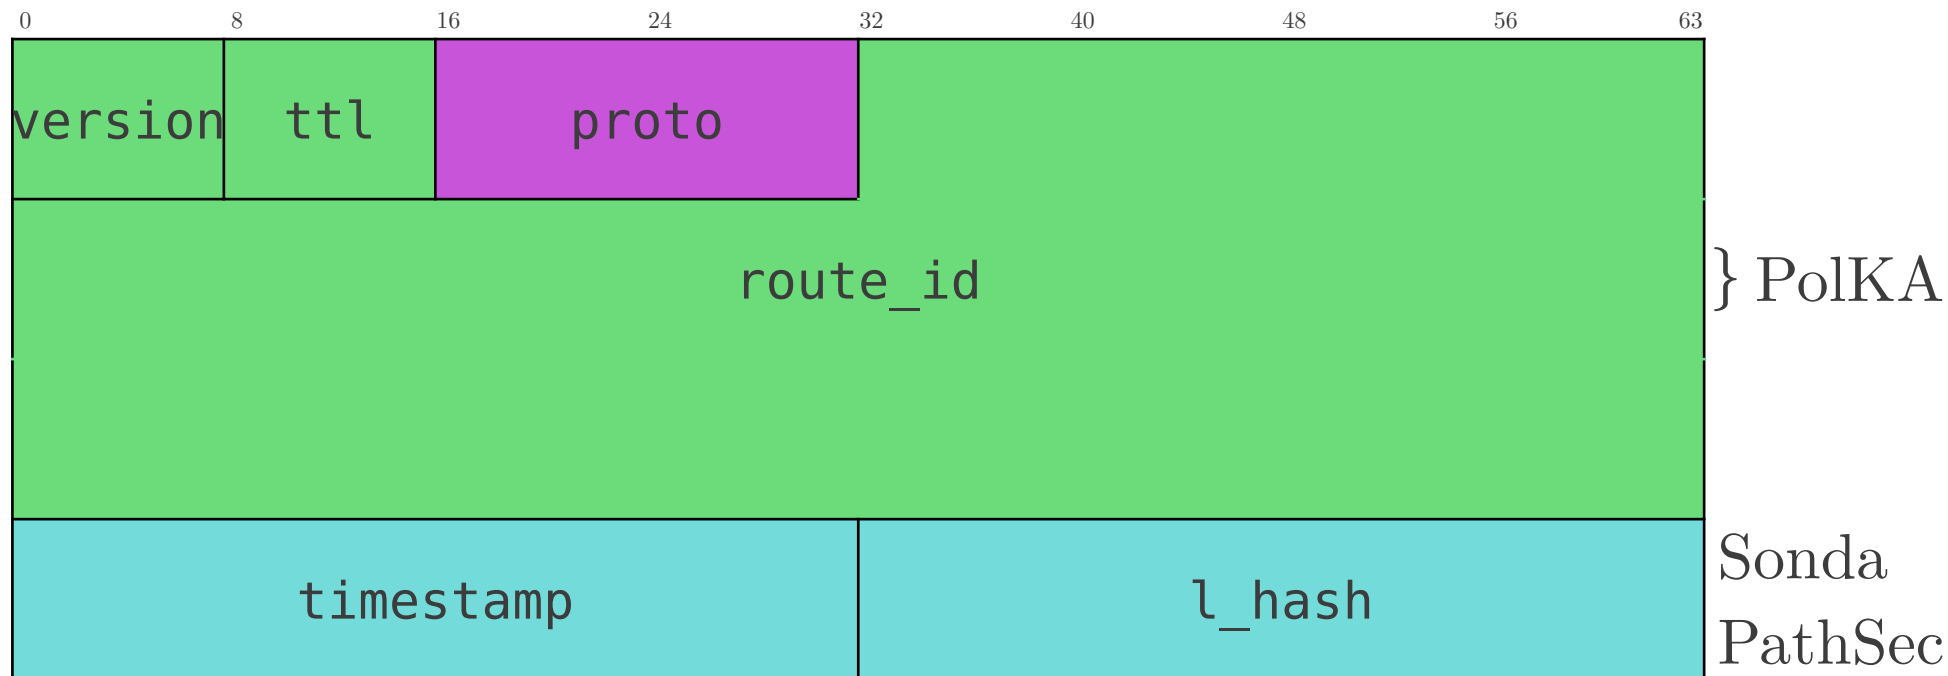 0 8 16 24 32 40 48 56 63
version ttl proto
route_id } PolKA
Sonda
timestamp l_hash
PathSec